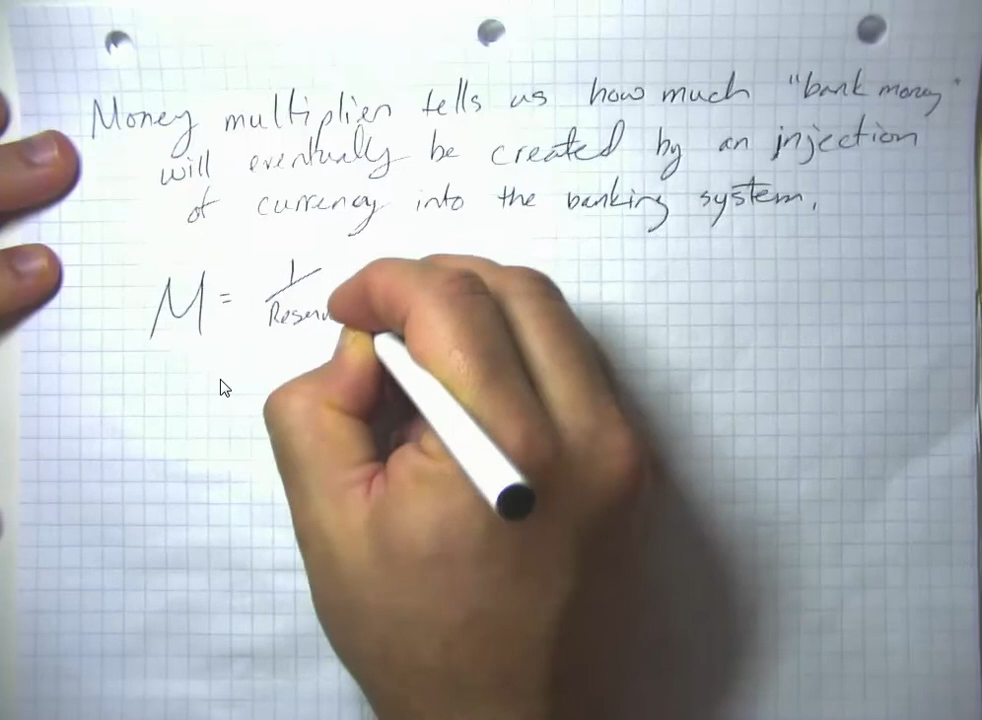 Money multiplier tells us how much "bank money"
will eventually be created by an injection
of currency into the banking system.
M = 1
Reserv